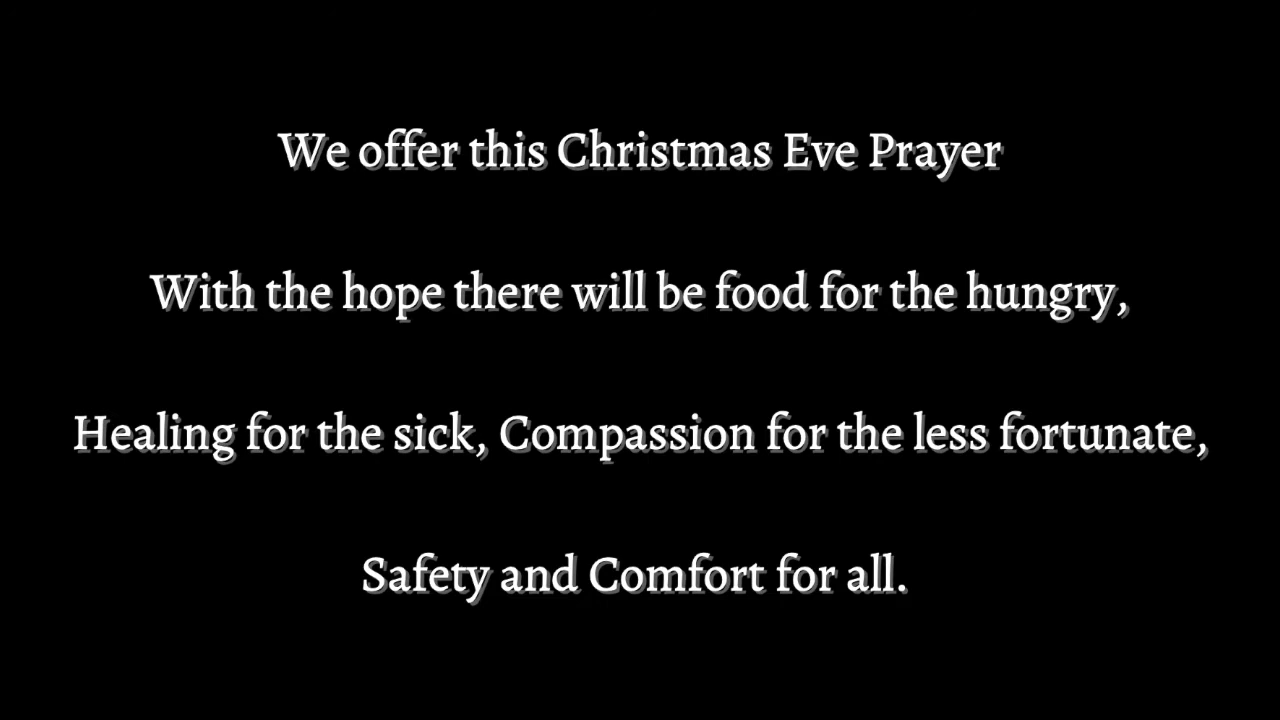 We offer this Christmas Eve Prayer
With the hope there will be food for the hungry,
Healing for the sick, Compassion for the less fortunate,
Safety and Comfort for all.